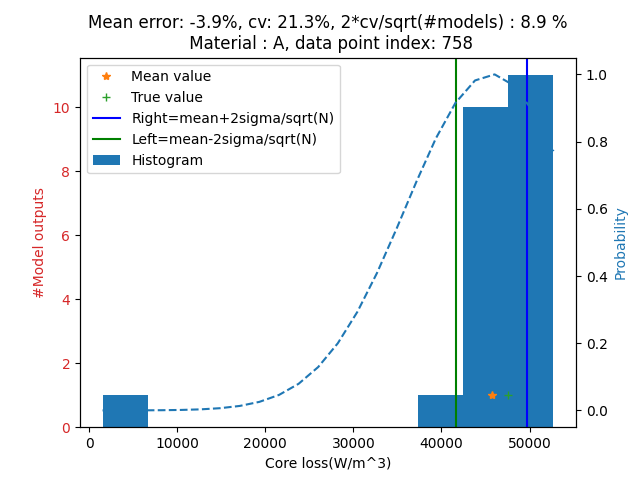 Mean error: -3.9%, cv: 21.3%, 2*cv/sqrt(#models) : 8.9 %
Material : A, data point index: 758
Mean value
True value
Right=mean+2sigma/sqrt(N)
Left=mean-2sigma/sqrt(N)
Histogram
#Model outputs
10
8
6
4
2
0
1.0
0.8
0.6
0.4
0.2
0.0
Probability
0 10000 20000 30000 40000 50000
Core loss(W/m^3)